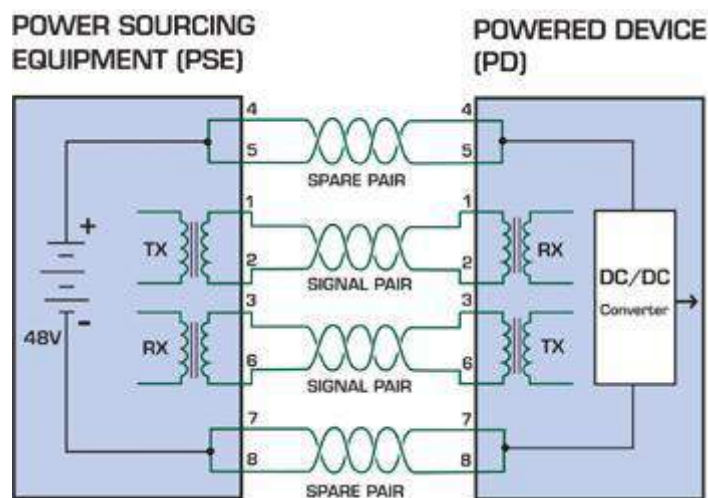 POWER SOURCING
EQUIPMENT (PSE)
POWERED DEVICE
(PD)
4
4
5
5
SPARE PAIR
1
1
+
TX
RX
2
2
SIGNAL PAIR
DC/DC
Converter
3
3
-
48V
RX
TX
6
6
SIGNAL PAIR
7
7
8
8
SPARE PAIR